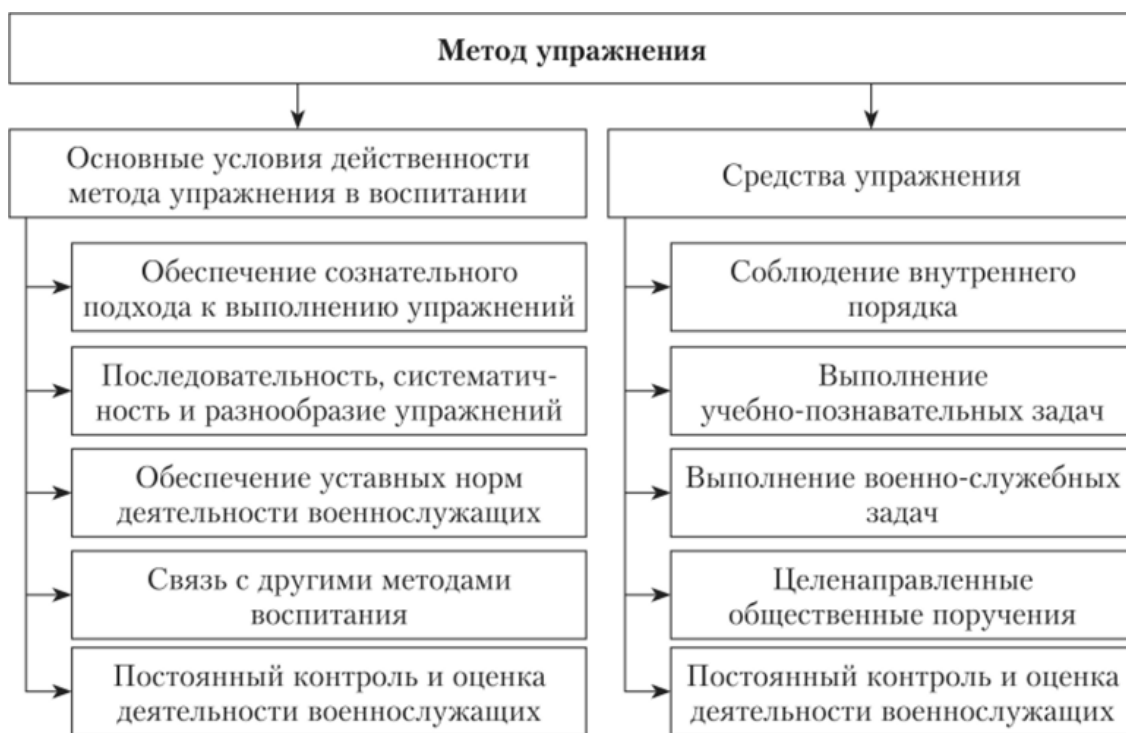 Метод упражнения
Основные условия действенности
метода упражнения в воспитании
Обеспечение сознательного
подхода к выполнению упражнений
Последовательность, систематич-
ность и разнообразие упражнений
Обеспечение уставных норм
деятельности военнослужащих
Связь с другими методами
воспитания
Постоянный контроль и оценка
деятельности военнослужащих
Средства упражнения
Соблюдение внутреннего
порядка
Выполнение
учебно-познавательных задач
Выполнение военно-служебных
задач
Целенаправленные
общественные поручения
Постоянный контроль и оценка
деятельности военнослужащих